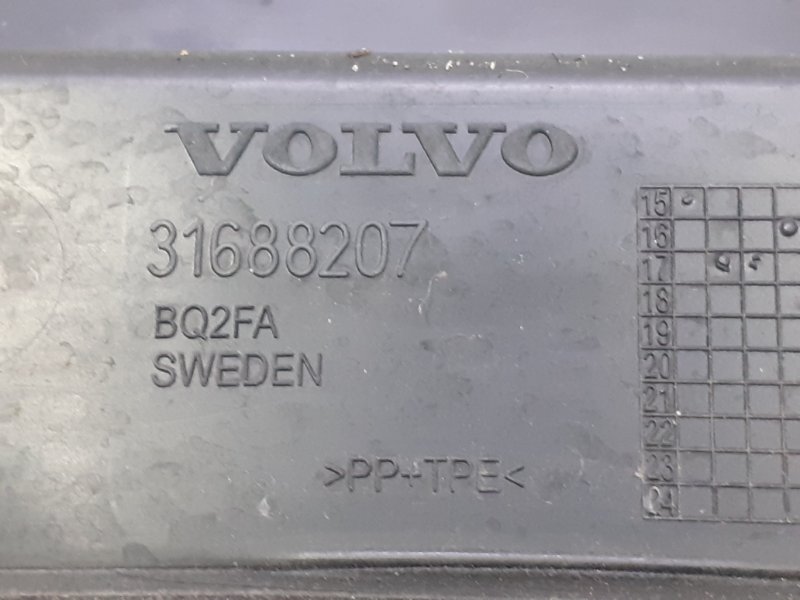 VOLVO
31688207
BQ2FA
SWEDEN
>PP+TPE<
15
16
17
18
19
20
21
22
23
24